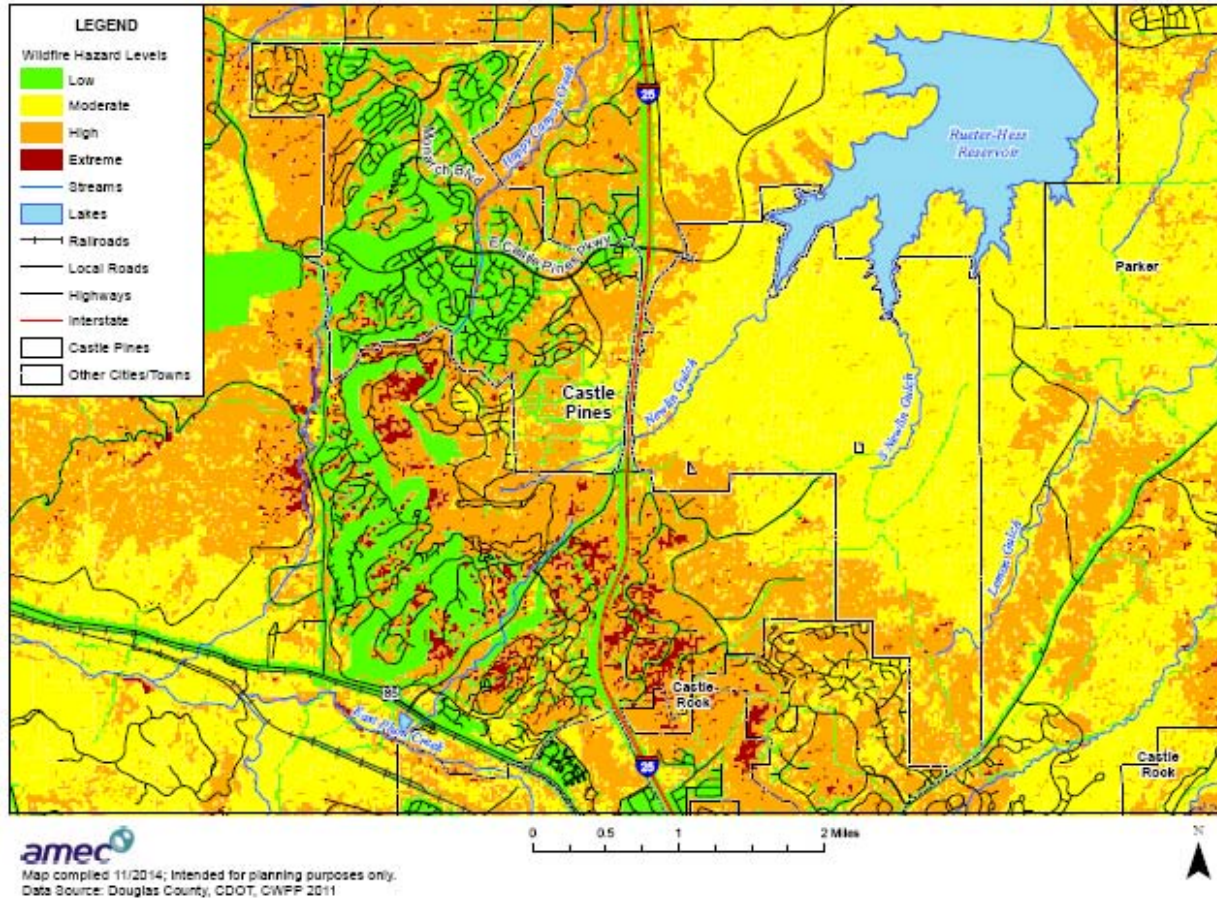 LEGEND
Wildfire Hazard Levels
Low
Moderate
High
Extreme
Streams
Lakes
Railroads
Local Roads
Highways
Interstate
Castle Pines
Other Cities/Towns
25
Happy Canyon Creek
Monarch Blvd
E Castle Pines Pkwy
Rueter-Hess
Reservoir
Parker
Castle
Pines
Newlin Gulch
S Newlin Gulch
Lemon Gulch
85
East Plum Creek
Castle
Rock
25
Castle
Rock
amec
Map compiled 11/2014; intended for planning purposes only.
Data Source: Douglas County, CDOT, CWPP 2011
0 0.5 1 2 Miles
N